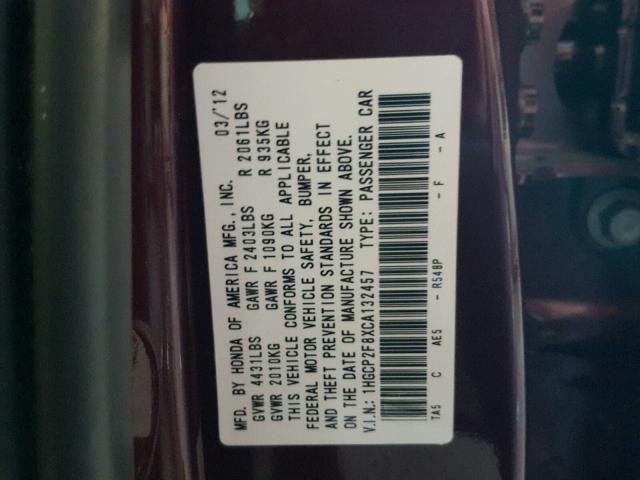 MFD. BY HONDA OF AMERICA MFG., INC. 03/'12
GVWR 4431LBS GAWR F 2403LBS R 2061LBS
GVWR 2010KG GAWR F 1090KG R 935KG
THIS VEHICLE CONFORMS TO ALL APPLICABLE
FEDERAL MOTOR VEHICLE SAFETY, BUMPER,
AND THEFT PREVENTION STANDARDS IN EFFECT
ON THE DATE OF MANUFACTURE SHOWN ABOVE.
V.I.N.: 1HGCP2F8XCA132457 TYPE: PASSENGER CAR
TA5 C AE5 - R548P - F - A